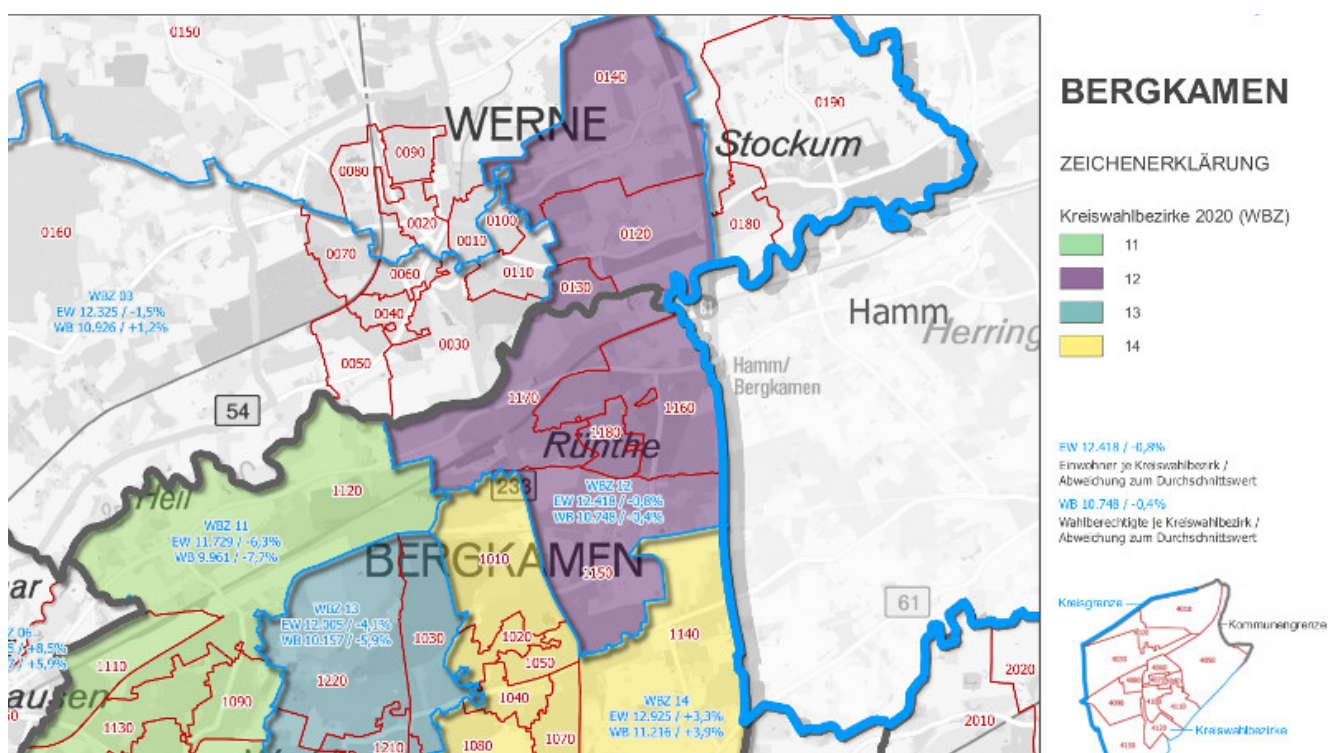 0150
0140
0190
WERNE
Stockum
0090
0080
0020
0010
0100
0120
0180
0160
0070
0060
0110
0130
WBZ 03
EW 12.325 / -1,5%
WB 10.926 / +1,2%
0040
0030
0050
Hamm
Herring
Hamm/
Bergkamen
54
1170
1160
1180
Rünthe
1120
233
WBZ 12
EW 12.418 / -0,8%
WB 10.748 / -0,4%
Heil
WBZ 11
EW 11.729 / -6,3%
WB 9.961 / -7,7%
BERGKAMEN
1010
1150
61
ar
WBZ 13
EW 12.005 / -4,1%
WB 10.157 / -5,9%
1030
1020
1140
1050
1110
1220
1040
2020
ausen
1090
WBZ 14
EW 12.925 / +3,3%
WB 11.216 / +3,9%
2010
1130
1210
1080
1070
BERGKAMEN
ZEICHENERKLÄRUNG
Kreiswahlbezirke 2020 (WBZ)
11
12
13
14
EW 12.418 / -0,8%
Einwohner je Kreiswahlbezirk /
Abweichung zum Durchschnittswert
WB 10.748 / -0,4%
Wahlberechtigte je Kreiswahlbezirk /
Abweichung zum Durchschnittswert
Kreisgrenze
Kommunengrenze
Kreiswahlbezirke